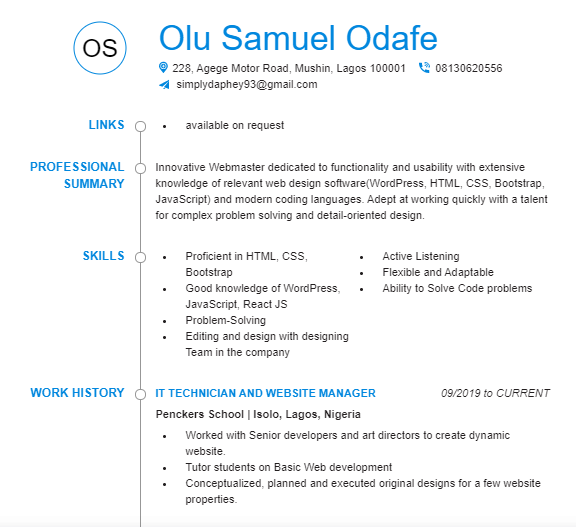 OS
Olu Samuel Odafe
228, Agege Motor Road, Mushin, Lagos 100001 08130620556
simplydaphey93@gmail.com
LINKS
• available on request
PROFESSIONAL
SUMMARY
Innovative Webmaster dedicated to functionality and usability with extensive
knowledge of relevant web design software(WordPress, HTML, CSS, Bootstrap,
JavaScript) and modern coding languages. Adept at working quickly with a talent
for complex problem solving and detail-oriented design.
SKILLS
• Proficient in HTML, CSS,
Bootstrap
• Good knowledge of WordPress,
JavaScript, React JS
• Problem-Solving
• Editing and design with designing
Team in the company
• Active Listening
• Flexible and Adaptable
• Ability to Solve Code problems
WORK HISTORY
IT TECHNICIAN AND WEBSITE MANAGER 09/2019 to CURRENT
Penckers School | Isolo, Lagos, Nigeria
• Worked with Senior developers and art directors to create dynamic
website.
• Tutor students on Basic Web development
• Conceptualized, planned and executed original designs for a few website
properties.